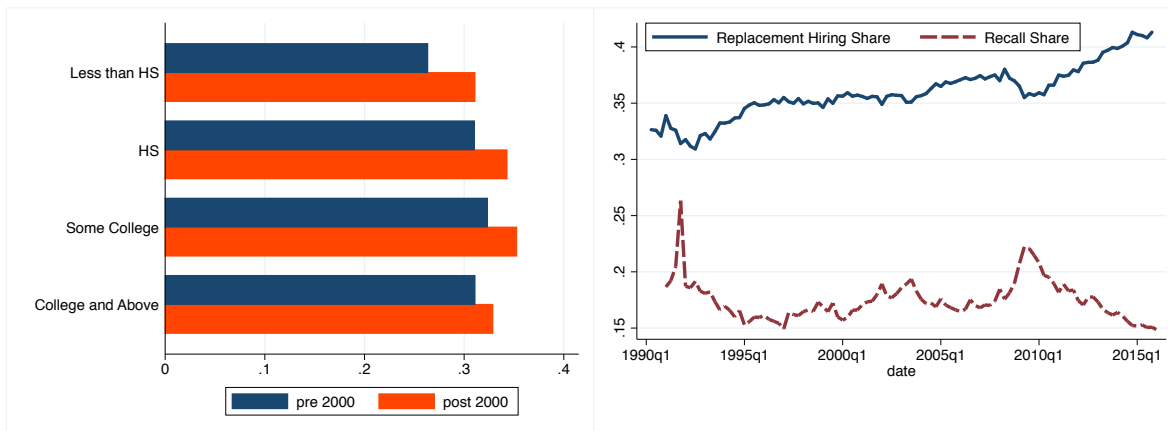 Less than HS
HS
Some College
College and Above
0 .1 .2 .3 .4
pre 2000 post 2000
Replacement Hiring Share Recall Share
.4
.35
.3
.25
.2
.15
1990q1 1995q1 2000q1 2005q1 2010q1 2015q1
date